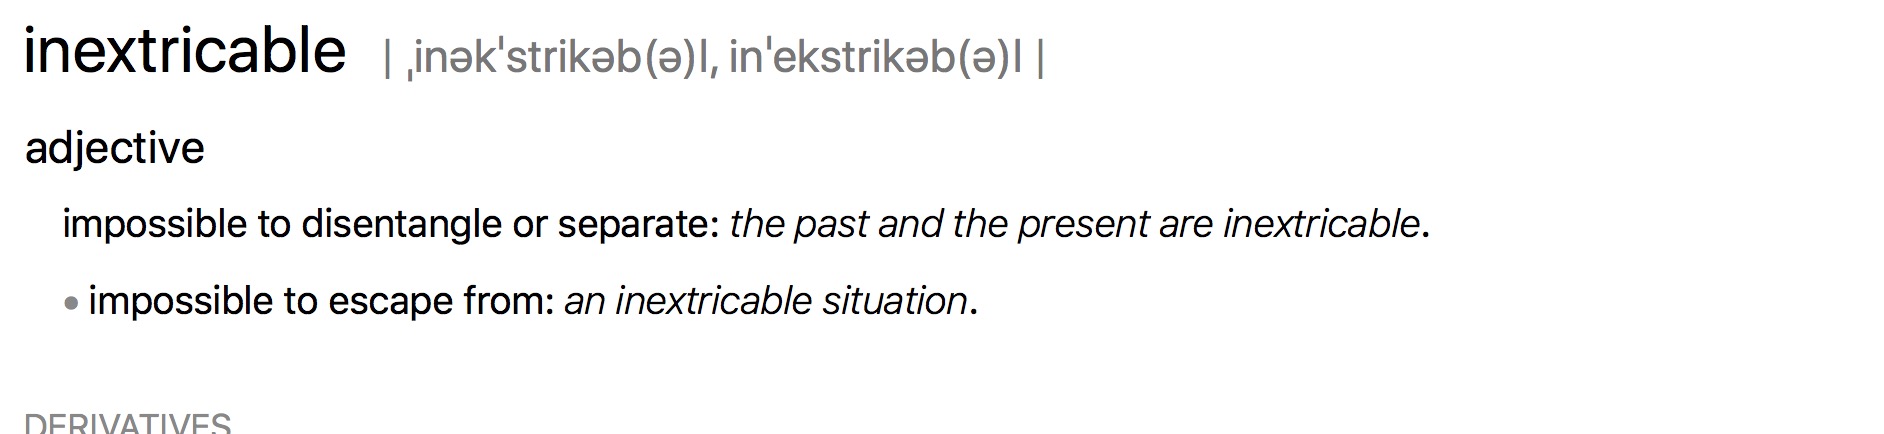 inextricable | ˌinəkˈstrikəb(ə)l, inˈekstrikəb(ə)l |
adjective
impossible to disentangle or separate: the past and the present are inextricable.
• impossible to escape from: an inextricable situation.
DERIVATIVES